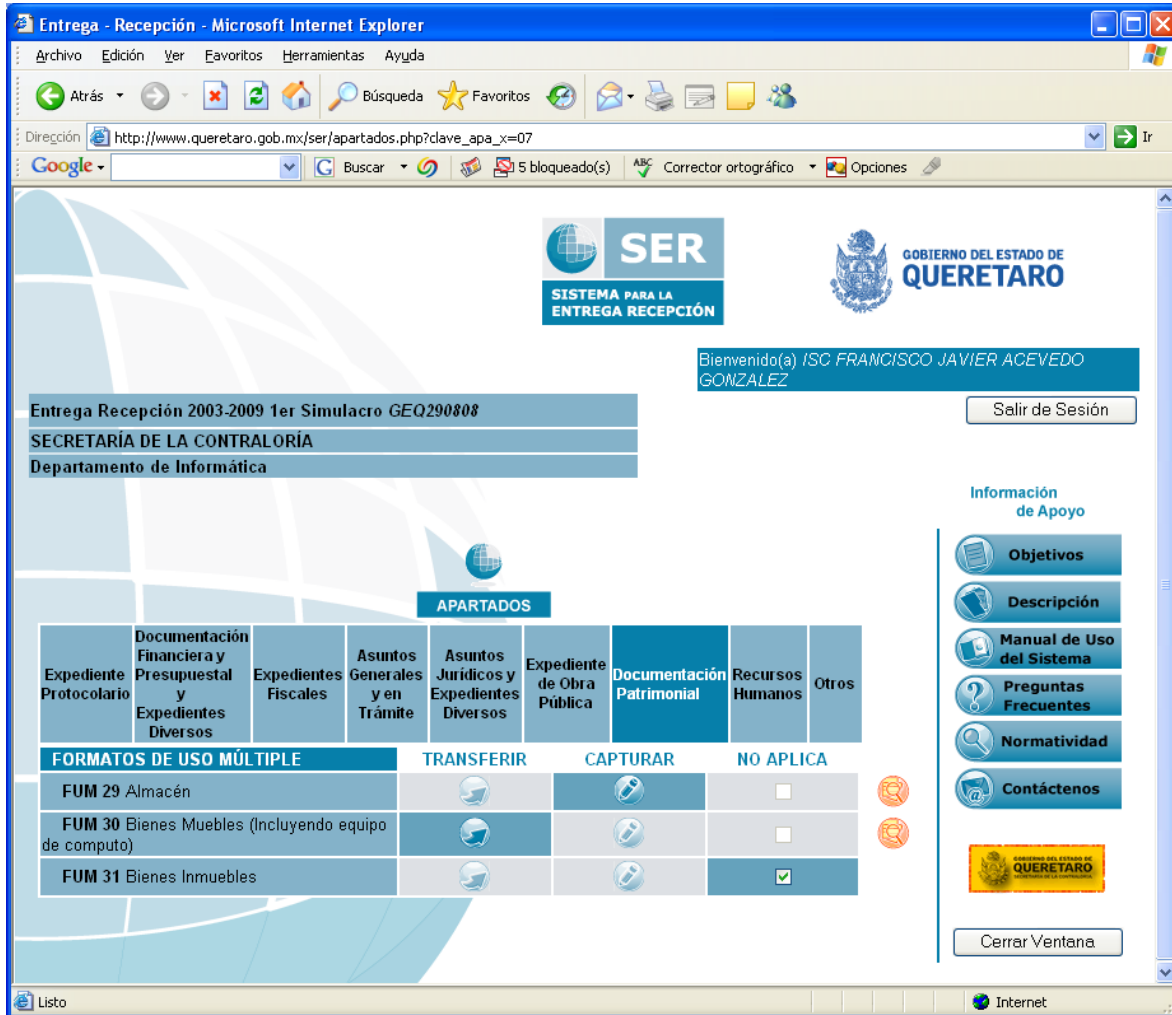 Entrega - Recepción - Microsoft Internet Explorer
Archivo Edición Ver Favoritos Herramientas Ayuda
Atrás Búsqueda Favoritos
Dirección http://www.queretaro.gob.mx/ser/apartados.php?clave_apa_x=07 Ir
Google Buscar 5 bloqueado(s) ABC Corrector ortográfico Opciones
SER
SISTEMA PARA LA
ENTREGA RECEPCIÓN
GOBIERNO DEL ESTADO DE
QUERETARO
Bienvenido(a) ISC FRANCISCO JAVIER ACEVEDO
GONZALEZ
Entrega Recepción 2003-2009 1er Simulacro GEQ290808
Salir de Sesión
SECRETARÍA DE LA CONTRALORÍA
Departamento de Informática
Información
de Apoyo
Objetivos
Descripción
Manual de Uso
del Sistema
Preguntas
Frecuentes
Normatividad
Contáctenos
APARTADOS
Expediente
Protocolario
Documentación
Financiera y
Presupuestal
y
Expedientes
Diversos
Expedientes
Fiscales
Asuntos
Generales
y en
Trámite
Asuntos
Jurídicos y
Expedientes
Diversos
Expediente
de Obra
Pública
Documentación
Patrimonial
Recursos
Humanos
Otros
FORMATOS DE USO MÚLTIPLE TRANSFERIR CAPTURAR NO APLICA
FUM 29 Almacén
FUM 30 Bienes Muebles (Incluyendo equipo
de computo)
FUM 31 Bienes Inmuebles
GOBIERNO DEL ESTADO DE
QUERETARO
Cerrar Ventana
Listo Internet